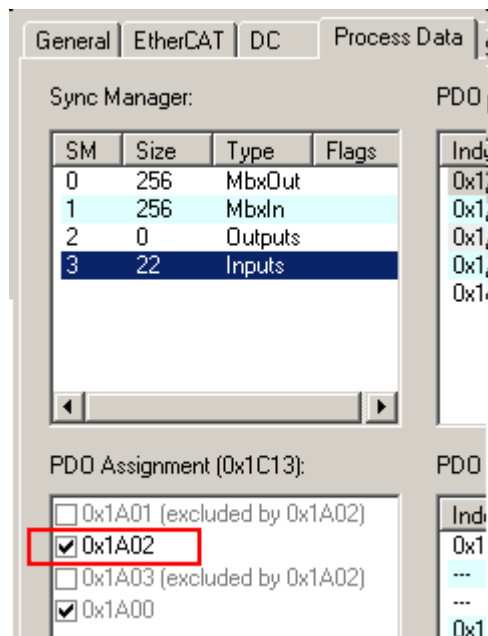 General EtherCAT DC Process Data
Sync Manager: PDO
SM Size Type Flags
0 256 MbxOut
1 256 MbxIn
2 0 Outputs
3 22 Inputs
PDO Assignment (0x1C13): PDO
0x1A01 (excluded by 0x1A02)
0x1A02
0x1A03 (excluded by 0x1A02)
0x1A00
---
---